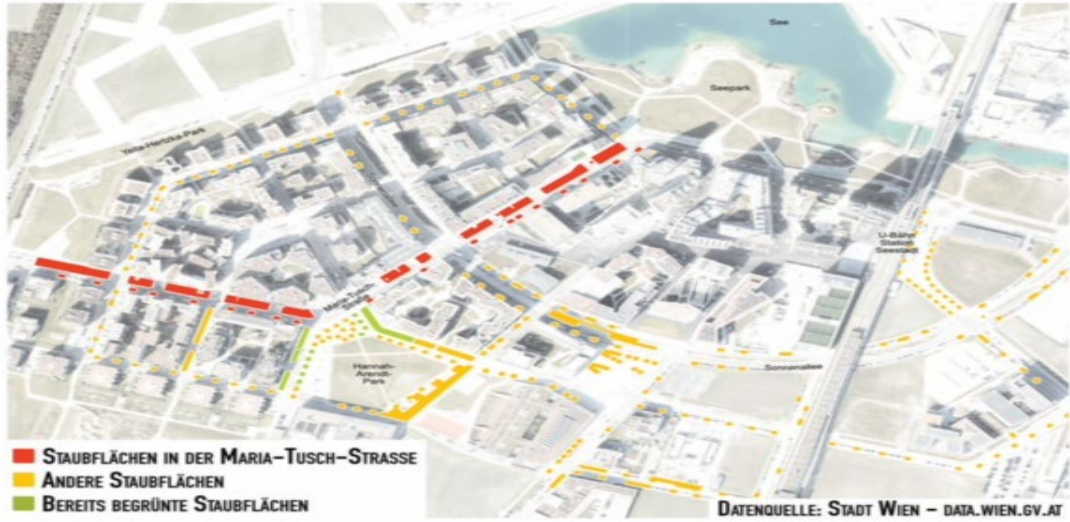 See
Seepark
Yella-Hertzka-Park
U-Bahn
Station
Seestadt
Maria-Tusch-
Straße
Hannah-
Arendt-
Park
Sonnenallee
STAUBFLÄCHEN IN DER MARIA-TUSCH-STRASSE
ANDERE STAUBFLÄCHEN
BEREITS BEGRÜNTE STAUBFLÄCHEN
DATENQUELLE: STADT WIEN – DATA.WIEN.GV.AT